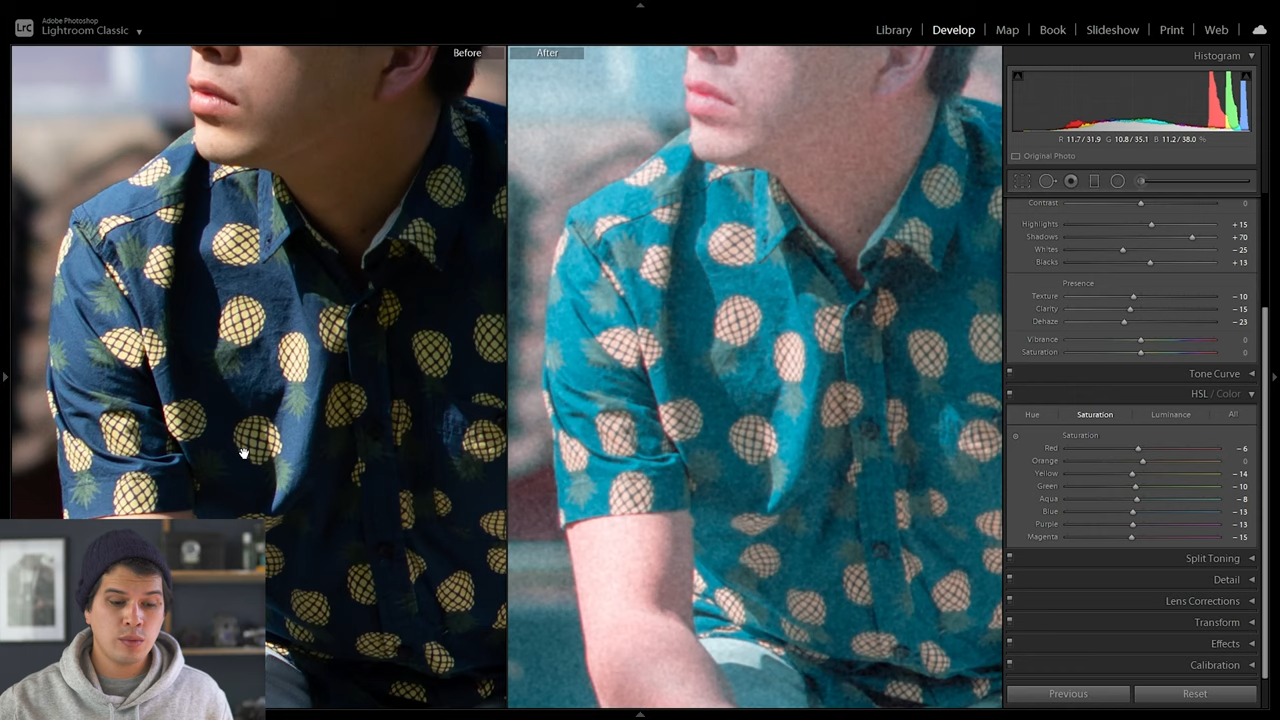 LrC
Adobe Photoshop
Lightroom Classic
Library
Develop
Map
Book
Slideshow
Print
Web
Before
After
Histogram
R 11.7/31.9 G 10.8/35.1 B 11.2/38.0 %
Original Photo
Contrast 0
Highlights + 15
Shadows + 70
Whites − 25
Blacks + 13
Presence
Texture − 10
Clarity − 15
Dehaze − 23
Vibrance 0
Saturation 0
Tone Curve
HSL / Color
Hue Saturation Luminance All
Saturation
Red − 6
Orange 0
Yellow − 14
Green − 10
Aqua − 8
Blue − 13
Purple − 13
Magenta − 15
Split Toning
Detail
Lens Corrections
Transform
Effects
Calibration
Previous Reset